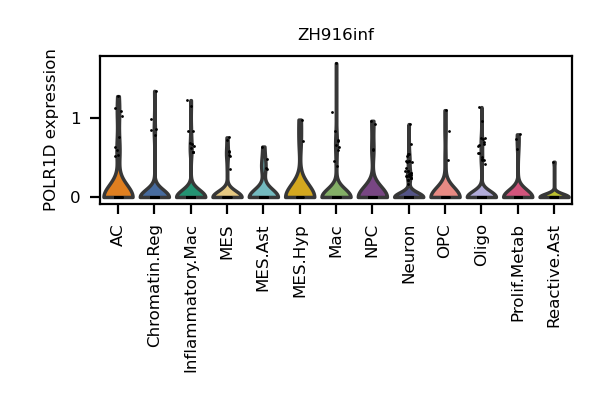 ZH916inf
POLR1D expression
1
0
AC
Chromatin.Reg
Inflammatory.Mac
MES
MES.Ast
MES.Hyp
Mac
NPC
Neuron
OPC
Oligo
Prolif.Metab
Reactive.Ast